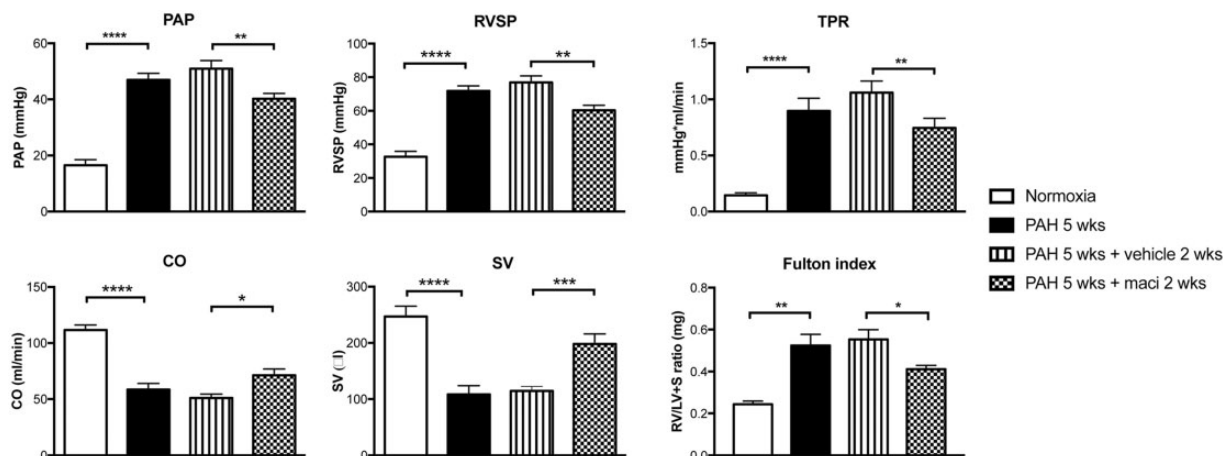 PAP
PAP (mmHg)
60
40
20
0
****
**
RVSP
RVSP (mmHg)
100
80
60
40
20
0
****
**
TPR
mmHg*ml/min
1.5
1.0
0.5
0.0
****
**
Normoxia
PAH 5 wks
PAH 5 wks + vehicle 2 wks
PAH 5 wks + maci 2 wks
CO
CO (ml/min)
150
100
50
0
****
*
SV
SV (□l)
300
200
100
0
****
***
Fulton index
RV/LV+S ratio (mg)
0.8
0.6
0.4
0.2
0.0
**
*